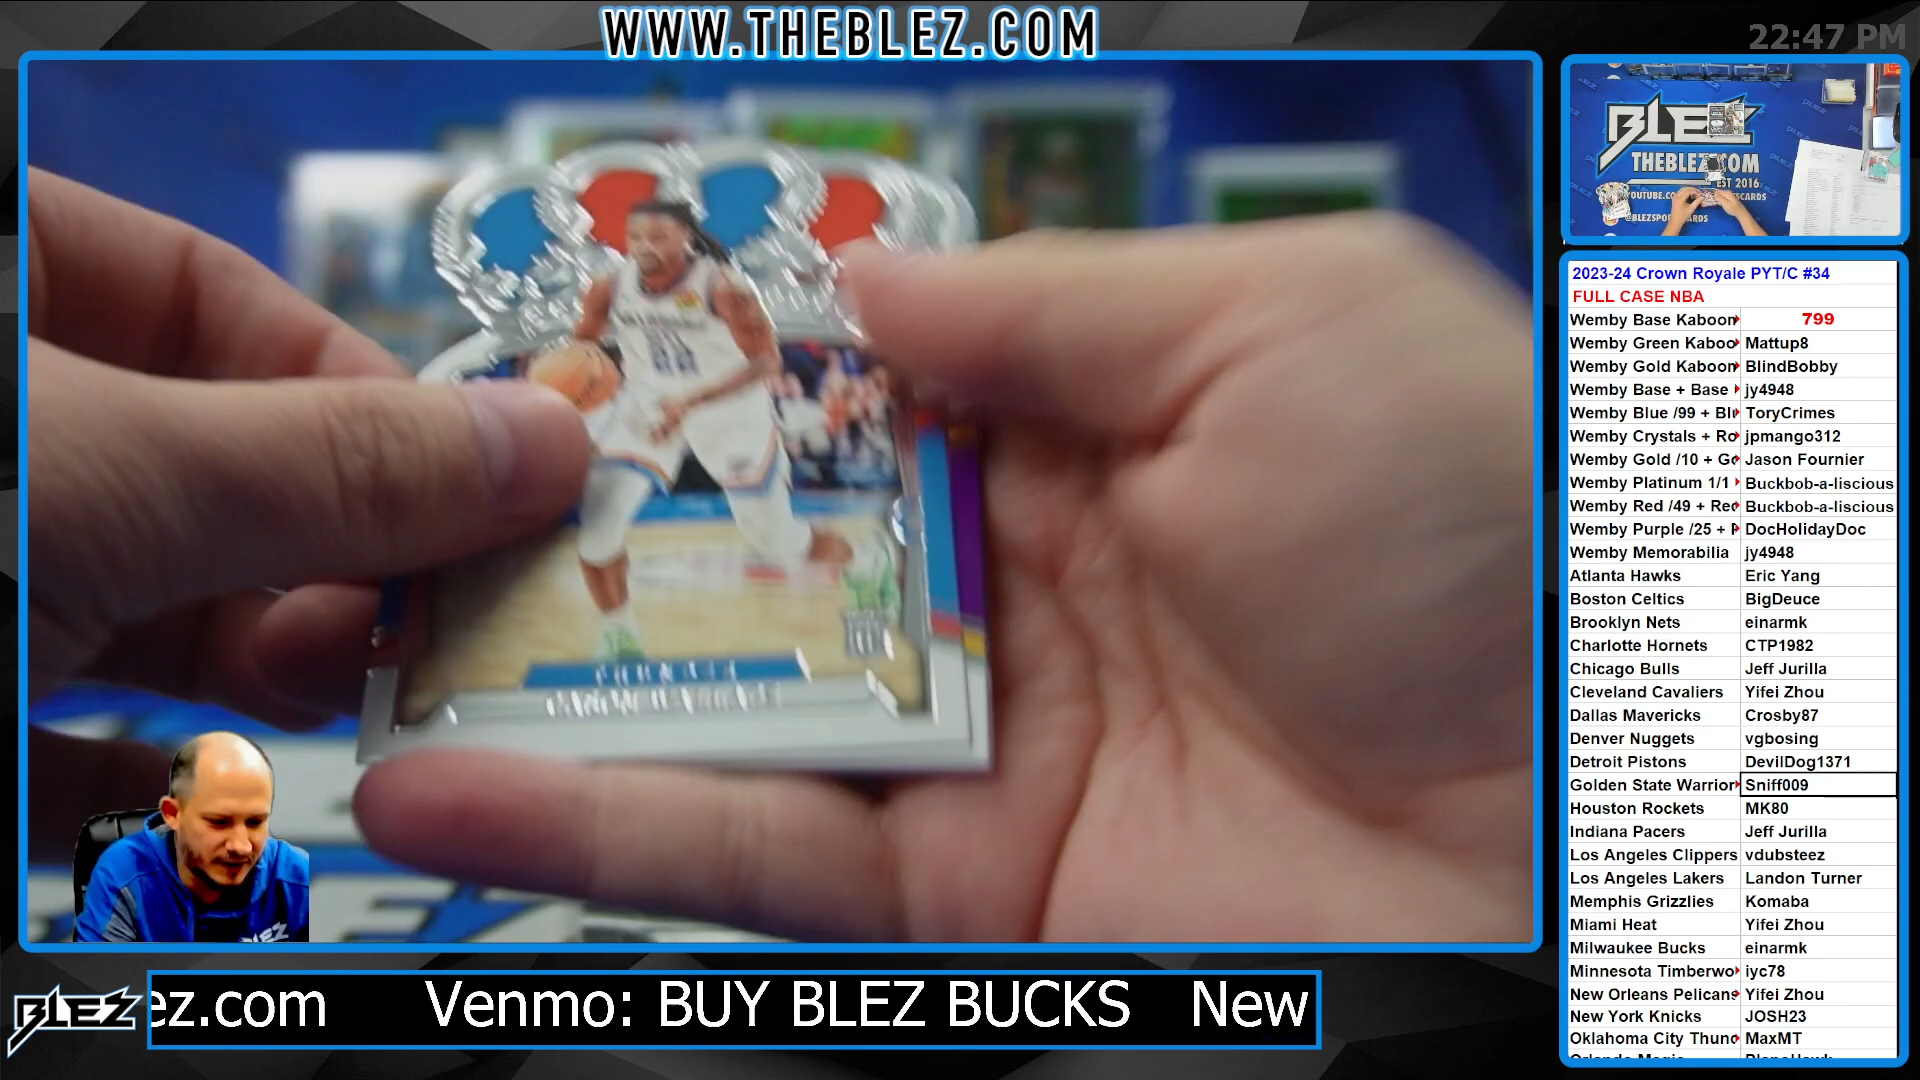 WWW.THEBLEZ.COM
22:47 PM
BLEZ
THEBLEZ.COM
EST 2016
2023-24 Crown Royale PYT/C #34
FULL CASE NBA
Wemby Base Kaboom 799
Wemby Green Kaboo Mattup8
Wemby Gold Kaboom BlindBobby
Wemby Base + Base jy4948
Wemby Blue /99 + Blu ToryCrimes
Wemby Crystals + Ro jpmango312
Wemby Gold /10 + Go Jason Fournier
Wemby Platinum 1/1 Buckbob-a-liscious
Wemby Red /49 + Red Buckbob-a-liscious
Wemby Purple /25 + P DocHolidayDoc
Wemby Memorabilia jy4948
Atlanta Hawks Eric Yang
Boston Celtics BigDeuce
Brooklyn Nets einarmk
Charlotte Hornets CTP1982
Chicago Bulls Jeff Jurilla
Cleveland Cavaliers Yifei Zhou
Dallas Mavericks Crosby87
Denver Nuggets vgbosing
Detroit Pistons DevilDog1371
Golden State Warrior Sniff009
Houston Rockets MK80
Indiana Pacers Jeff Jurilla
Los Angeles Clippers vdubsteez
Los Angeles Lakers Landon Turner
Memphis Grizzlies Komaba
Miami Heat Yifei Zhou
Milwaukee Bucks einarmk
Minnesota Timberwo iyc78
New Orleans Pelicans Yifei Zhou
New York Knicks JOSH23
Oklahoma City Thund MaxMT
BLEZ
ez.com Venmo: BUY BLEZ BUCKS New